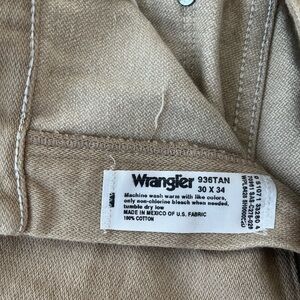 Wrangler 936TAN
30 X 34
Machine wash warm with like colors,
only non-chlorine bleach when needed.
tumble dry low
MADE IN MEXICO OF U.S. FABRIC
100% COTTON